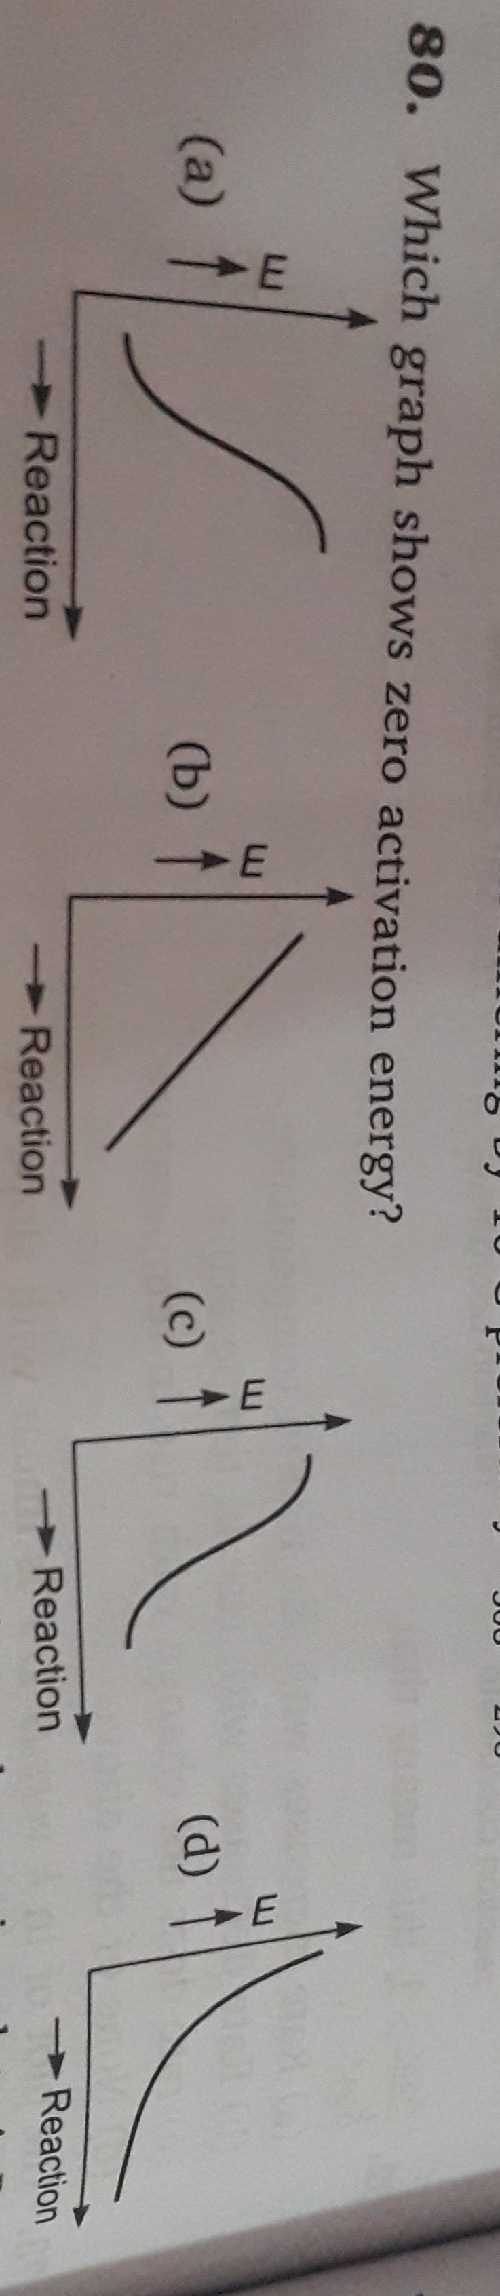 80. Which graph shows zero activation energy?
(a) E Reaction
(b) E Reaction
(c) E Reaction
(d) E Reaction